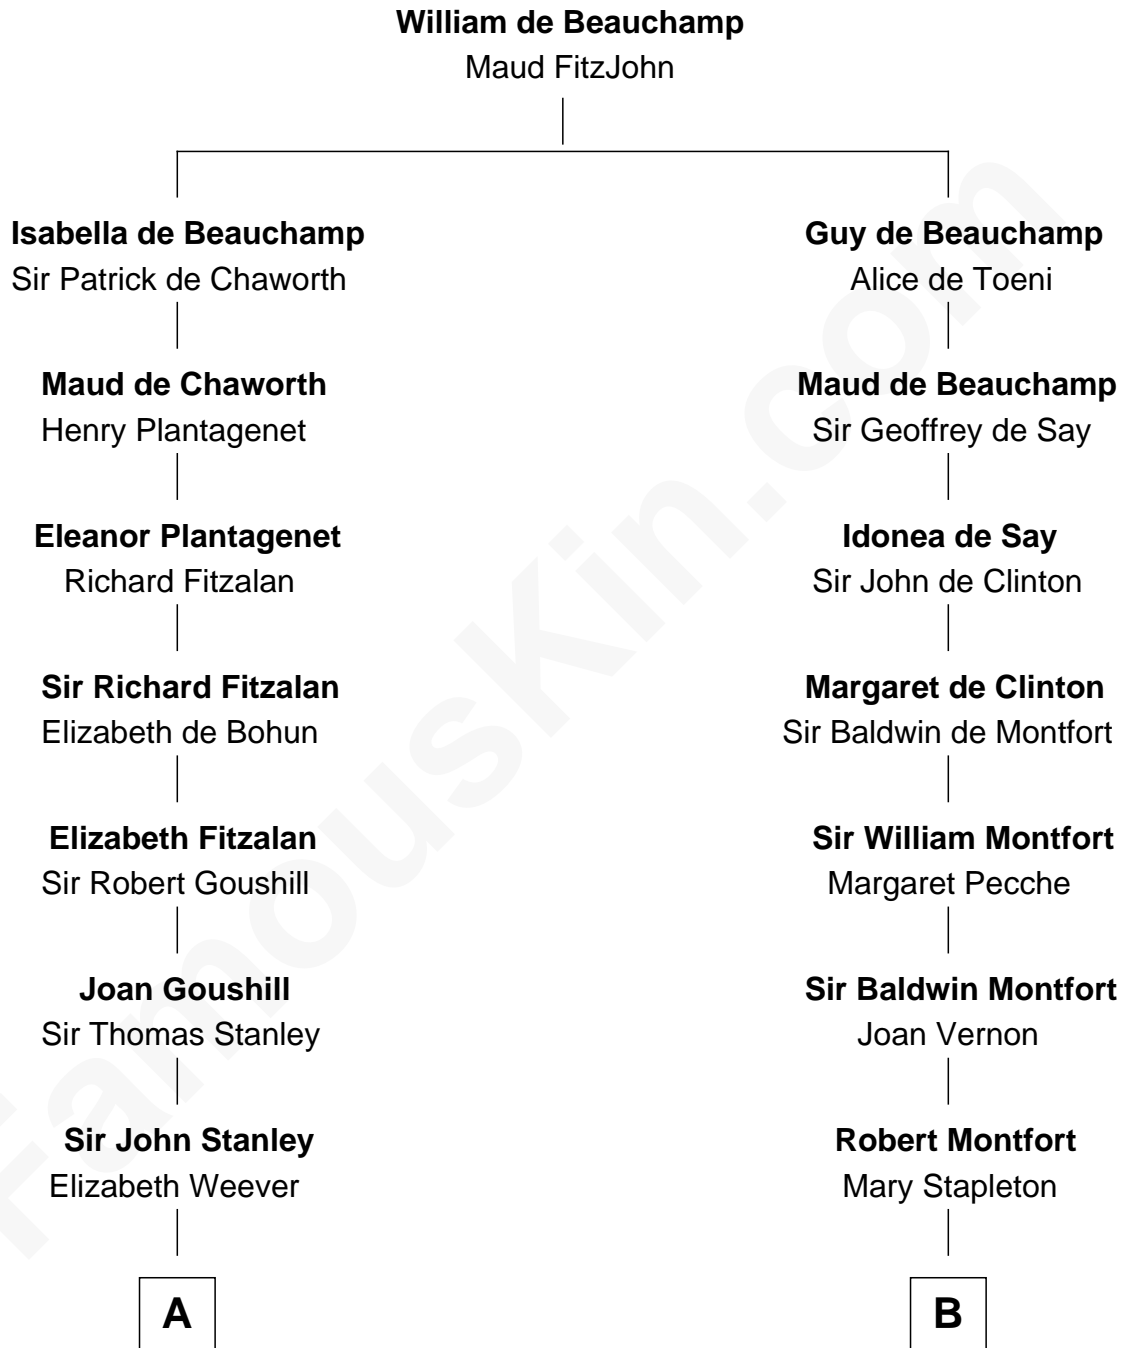 William de Beauchamp
Maud FitzJohn
Isabella de Beauchamp
Sir Patrick de Chaworth
Guy de Beauchamp
Alice de Toeni
Maud de Chaworth
Henry Plantagenet
Maud de Beauchamp
Sir Geoffrey de Say
Eleanor Plantagenet
Richard Fitzalan
Idonea de Say
Sir John de Clinton
Sir Richard Fitzalan
Elizabeth de Bohun
Margaret de Clinton
Sir Baldwin de Montfort
Elizabeth Fitzalan
Sir Robert Goushill
Sir William Montfort
Margaret Pecche
Joan Goushill
Sir Thomas Stanley
Sir Baldwin Montfort
Joan Vernon
Sir John Stanley
Elizabeth Weever
Robert Montfort
Mary Stapleton
A
B
FamousKin.com